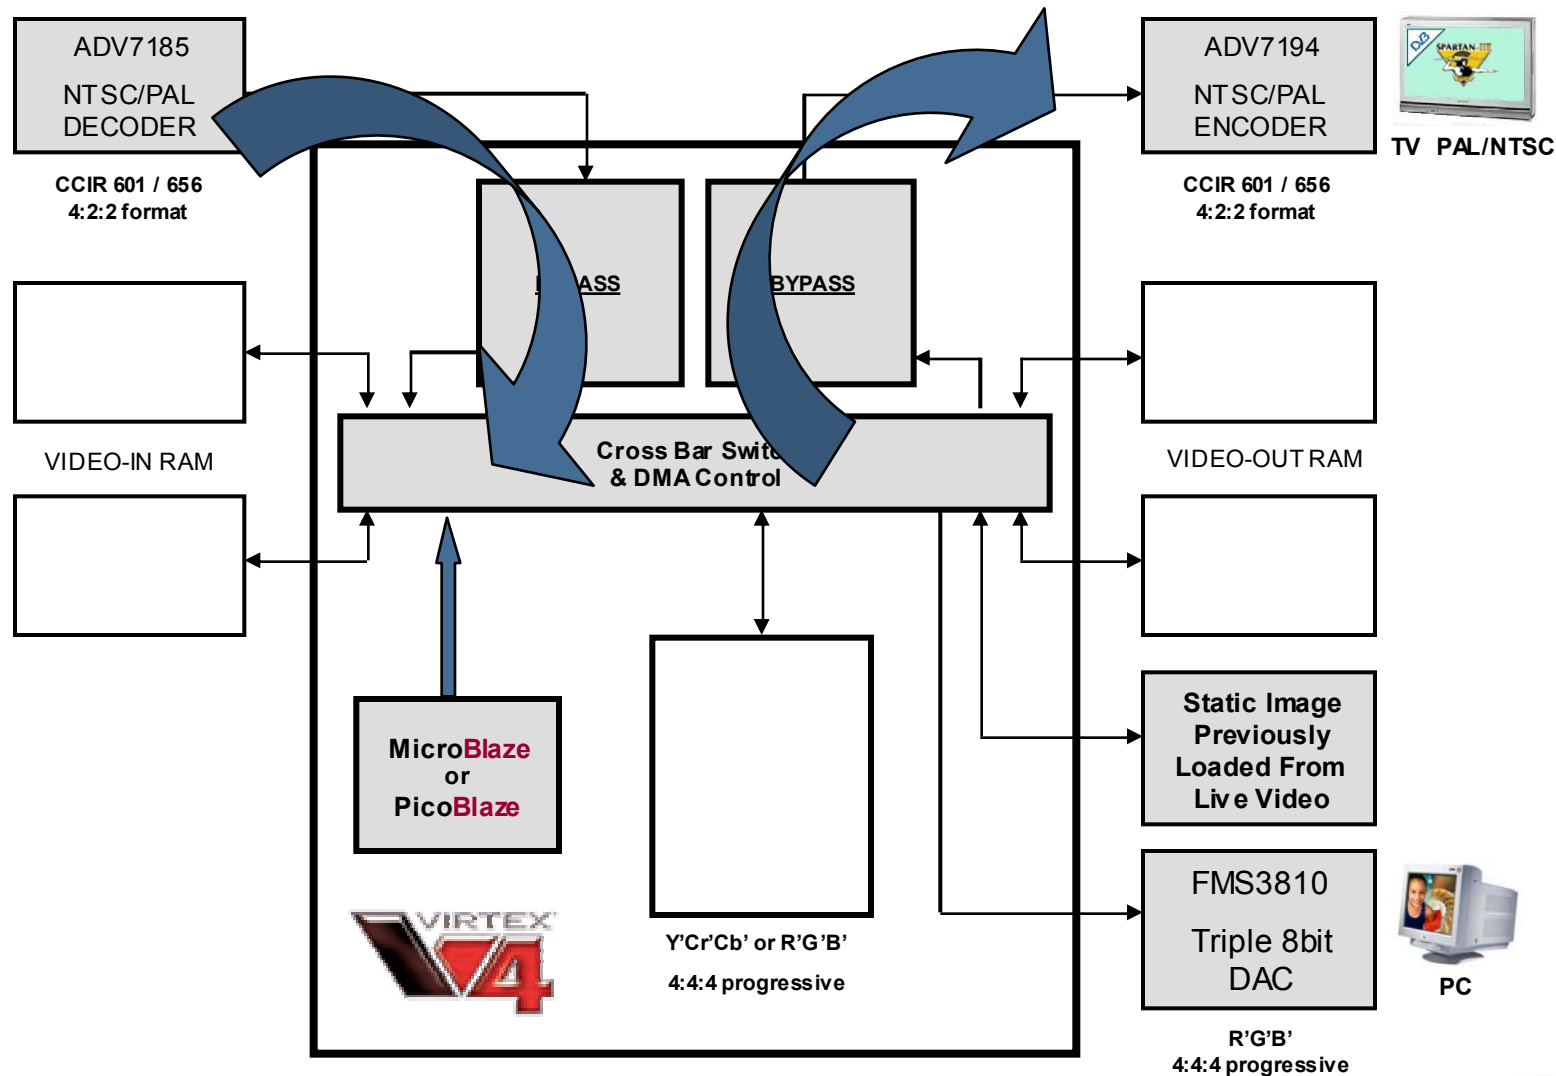 ADV7185
NTSC/PAL
DECODER
CCIR 601 / 656
4:2:2 format
ADV7194
NTSC/PAL
ENCODER
CCIR 601 / 656
4:2:2 format
DVB
SPARTAN-III
TV PAL/NTSC
BYPASS
VIDEO-IN RAM
Cross Bar
& DMA Control
VIDEO-OUT RAM
MicroBlaze
or
PicoBlaze
Static Image
Previously
Loaded From
Live Video
VIRTEX
4
Y'Cr'Cb' or R'G'B'
4:4:4 progressive
FMS3810
Triple 8bit
DAC
PC
R'G'B'
4:4:4 progressive